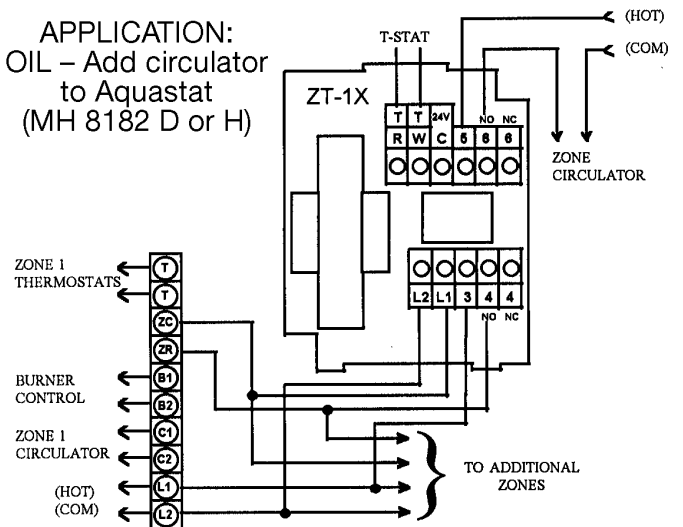 APPLICATION:
OIL – Add circulator
to Aquastat
(MH 8182 D or H)
T-STAT
(HOT)
(COM)
ZT-1X
T T 24V NO NC
R W C 5 6 6
ZONE
CIRCULATOR
L2 L1 3 4 4
NO NC
ZONE 1
THERMOSTATS
T
T
ZC
ZR
BURNER
CONTROL
B1
B2
ZONE 1
CIRCULATOR
C1
C2
(HOT)
(COM)
L1
L2
TO ADDITIONAL
ZONES